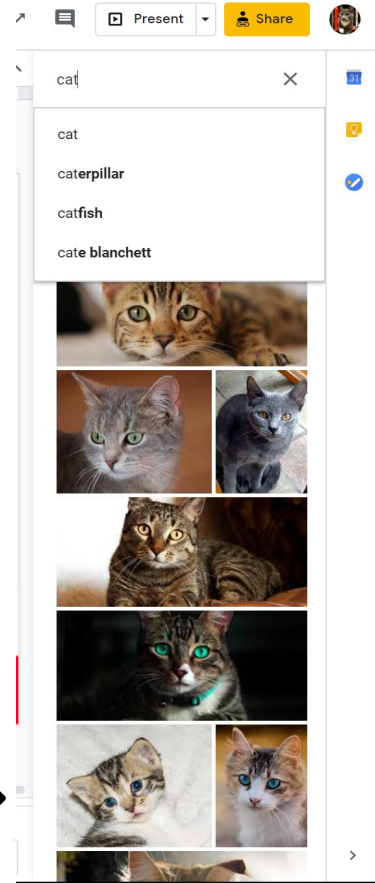 Present
Share
cat
31
cat
caterpillar
catfish
cate blanchett